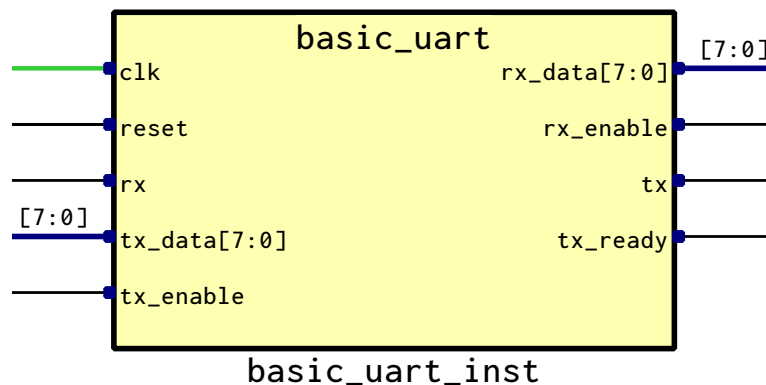 basic_uart
clk
reset
rx
[7:0]
tx_data[7:0]
tx_enable
[7:0]
rx_data[7:0]
rx_enable
tx
tx_ready
basic_uart_inst